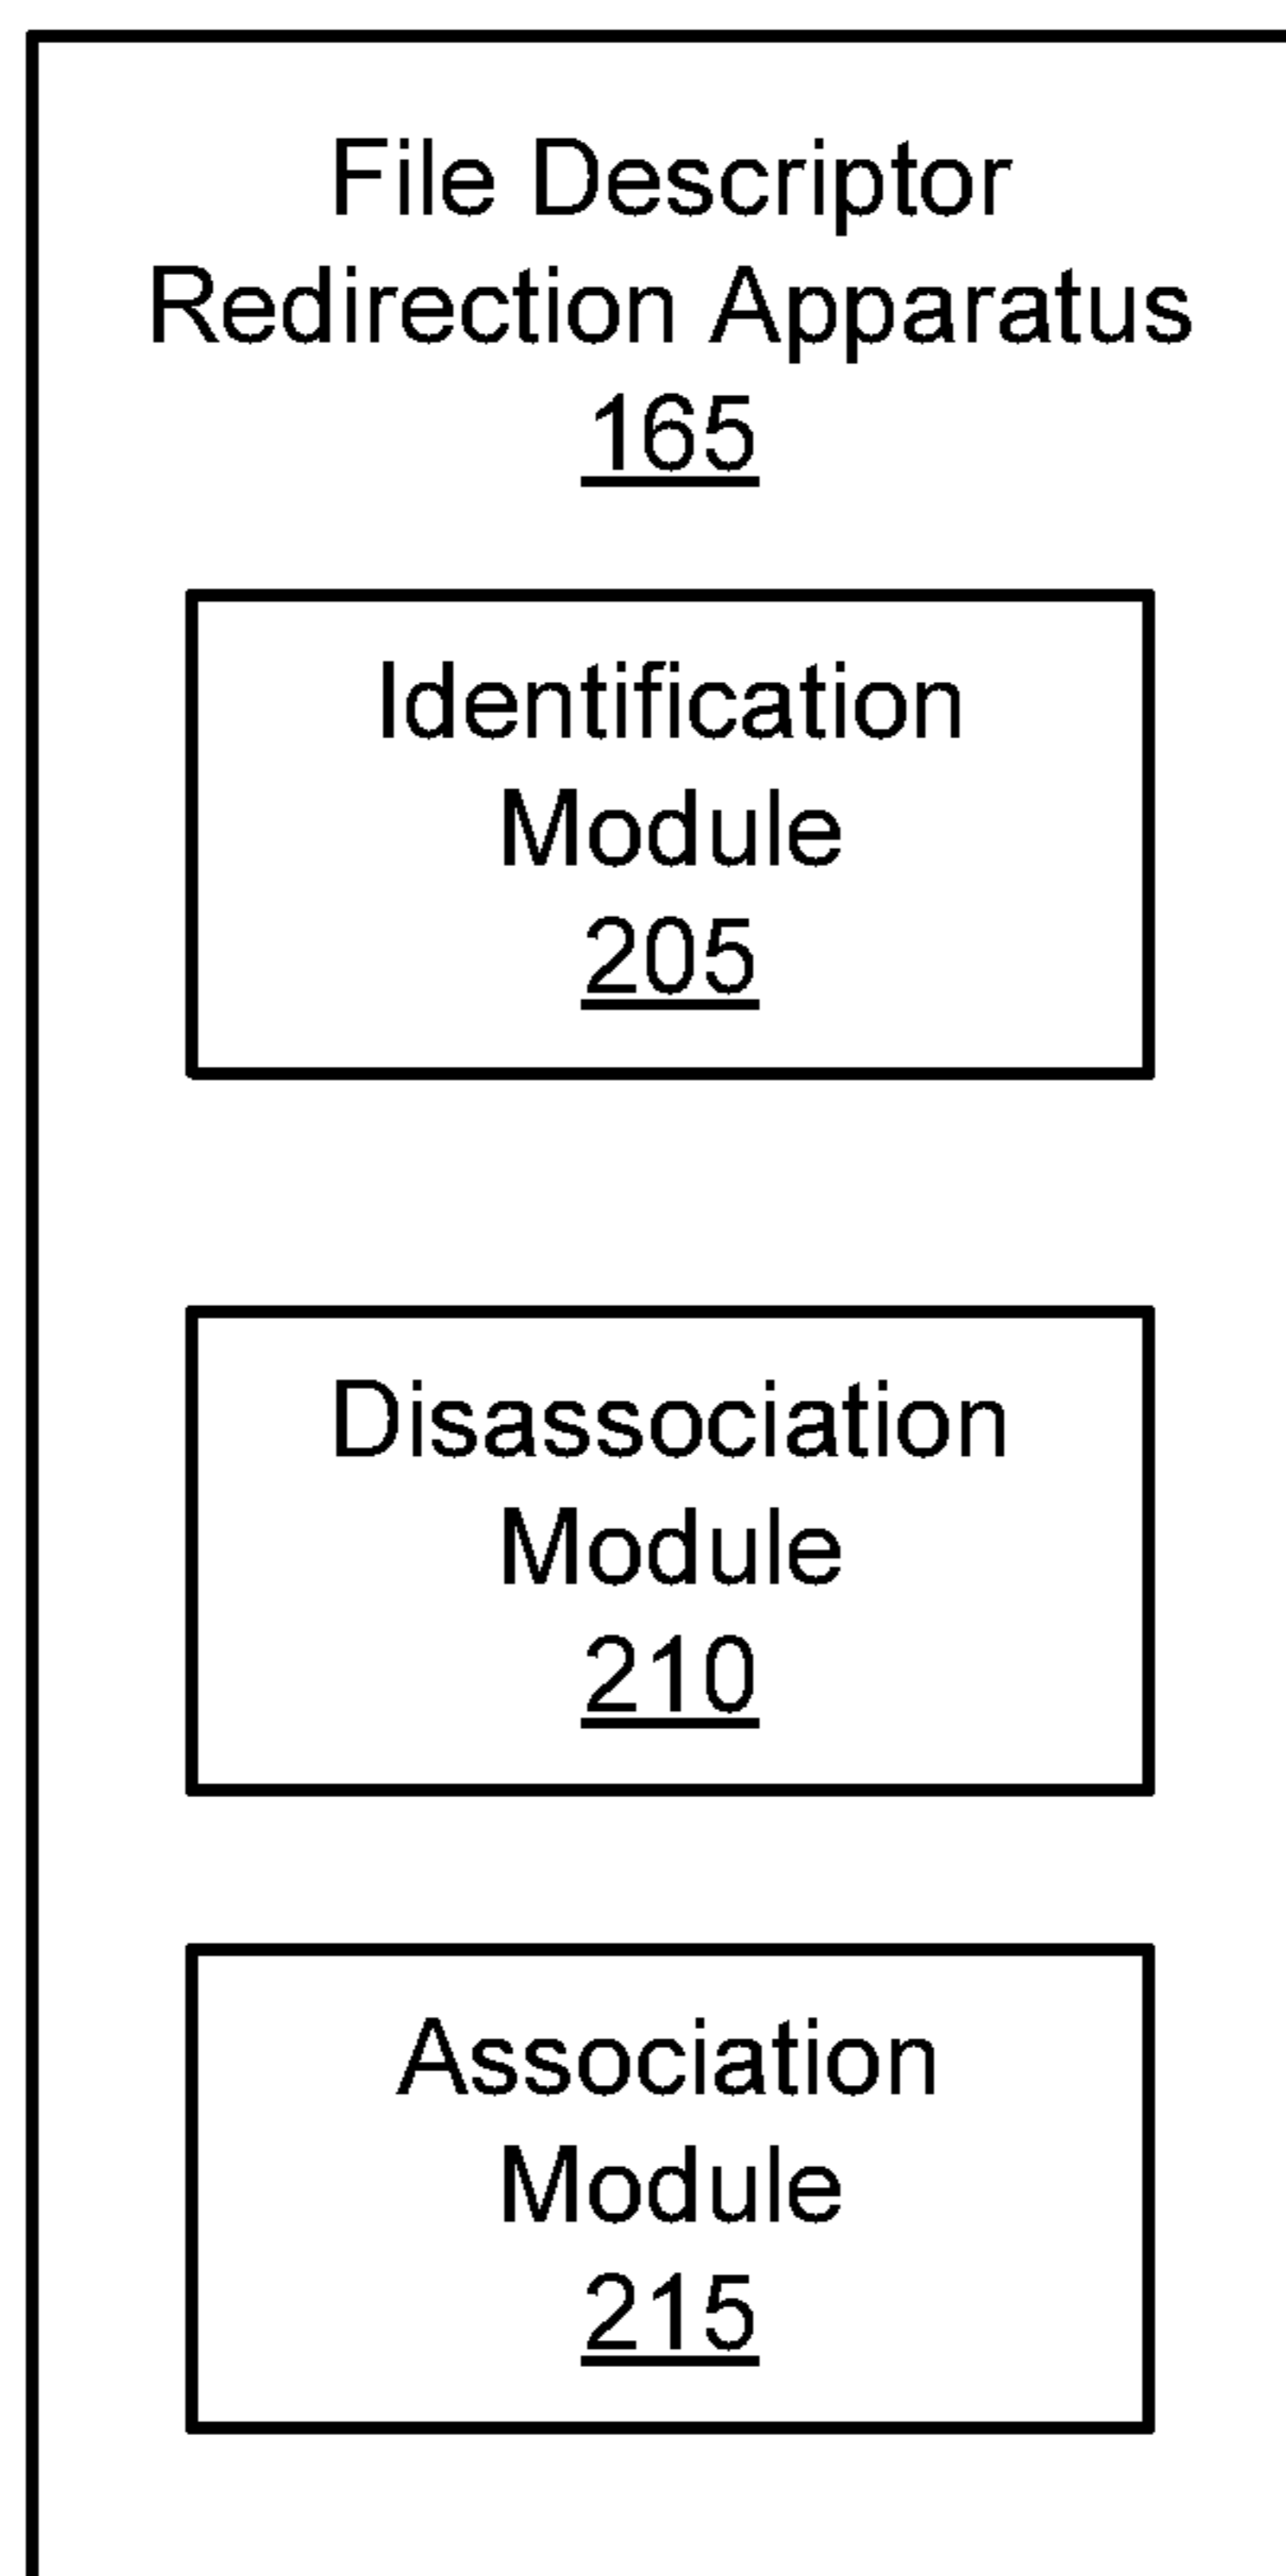 File Descriptor
Redirection Apparatus
165
Identification
Module
205
Disassociation
Module
210
Association
Module
215